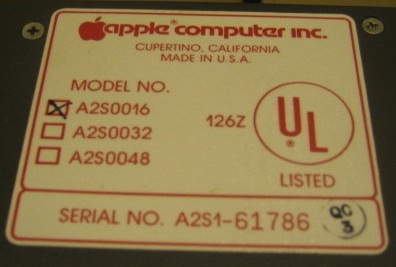 apple computer inc.
CUPERTINO, CALIFORNIA
MADE IN U.S.A.
MODEL NO.
A2S0016
A2S0032
A2S0048
126Z
UL
®
LISTED
SERIAL NO. A2S1-61786
QC
3